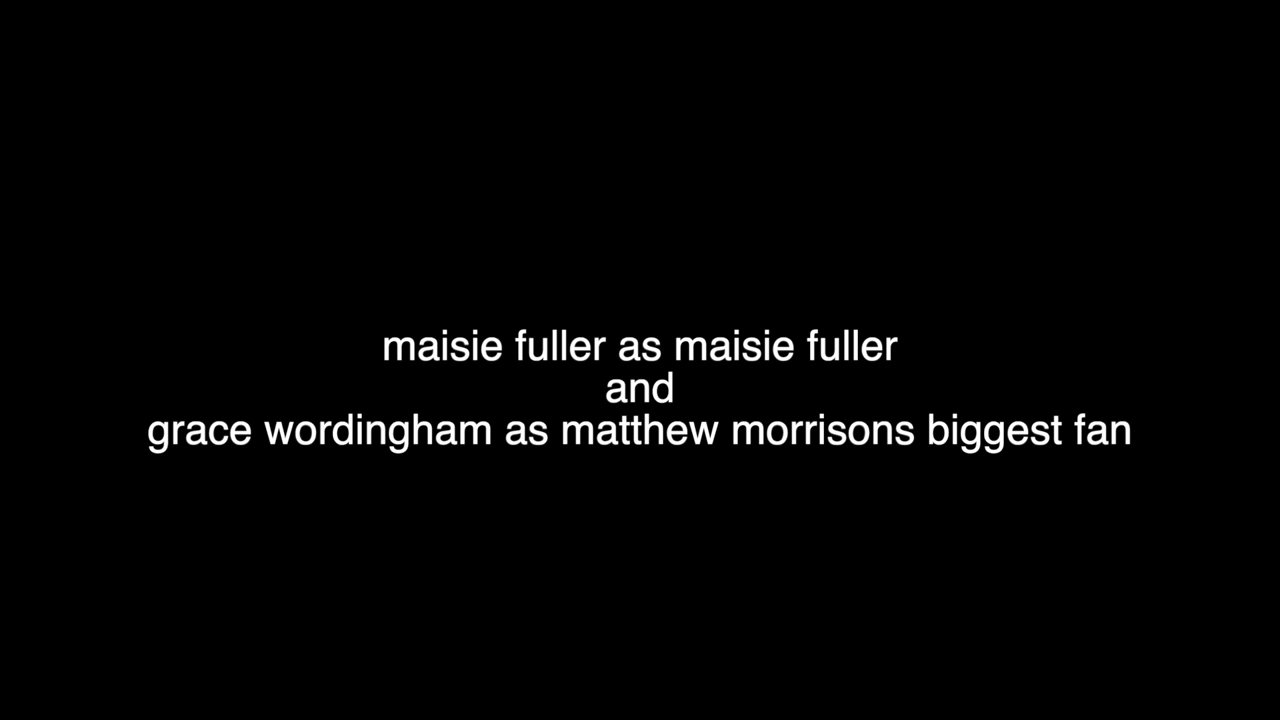 maisie fuller as maisie fuller
and
grace wordingham as matthew morrisons biggest fan